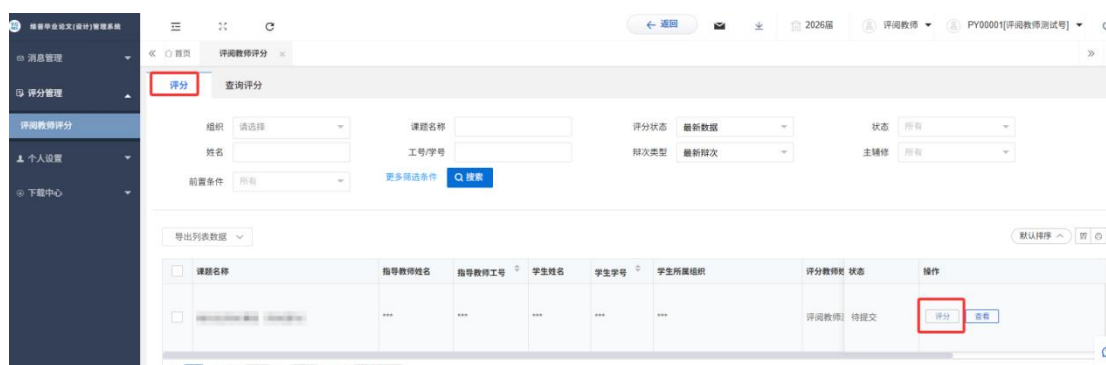 维普毕业论文(设计)管理系统
返回
2026届
评阅教师
PY00001[评阅教师测试号]
消息管理
首页
评阅教师评分
评分管理
评分
查询评分
评阅教师评分
组织
请选择
课题名称
评分状态
最新数据
状态
所有
姓名
工号/学号
辩次类型
最新辩次
主辅修
所有
个人设置
前置条件
所有
更多筛选条件
搜索
下载中心
导出列表数据
默认排序
课题名称
指导教师姓名
指导教师工号
学生姓名
学生学号
学生所属组织
评分教师姓
状态
操作
***
***
***
***
***
评阅教师
待提交
评分
查看